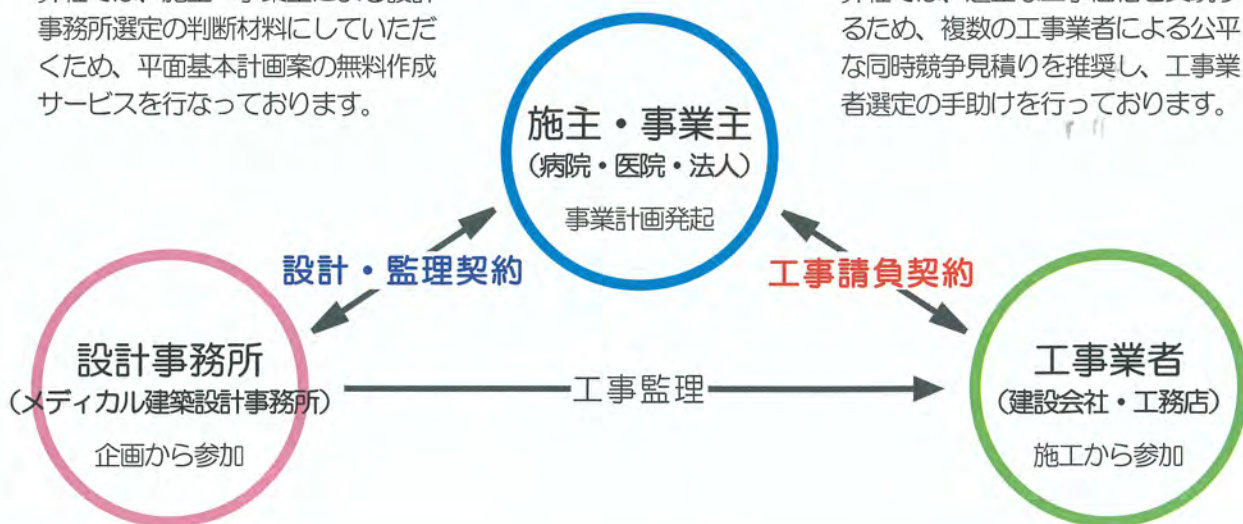 事務所選定の判断材料にしていただ
くため、平面基本計画案の無料作成
サービスを行なっております。
るため、複数の工事業者による公平
な同時競争見積りを推奨し、工事業
者選定の手助けを行っております。
施主・事業主
(病院・医院・法人)
事業計画発起
設計・監理契約
工事請負契約
設計事務所
(メディカル建築設計事務所)
企画から参加
工事監理
工事業者
(建設会社・工務店)
施工から参加